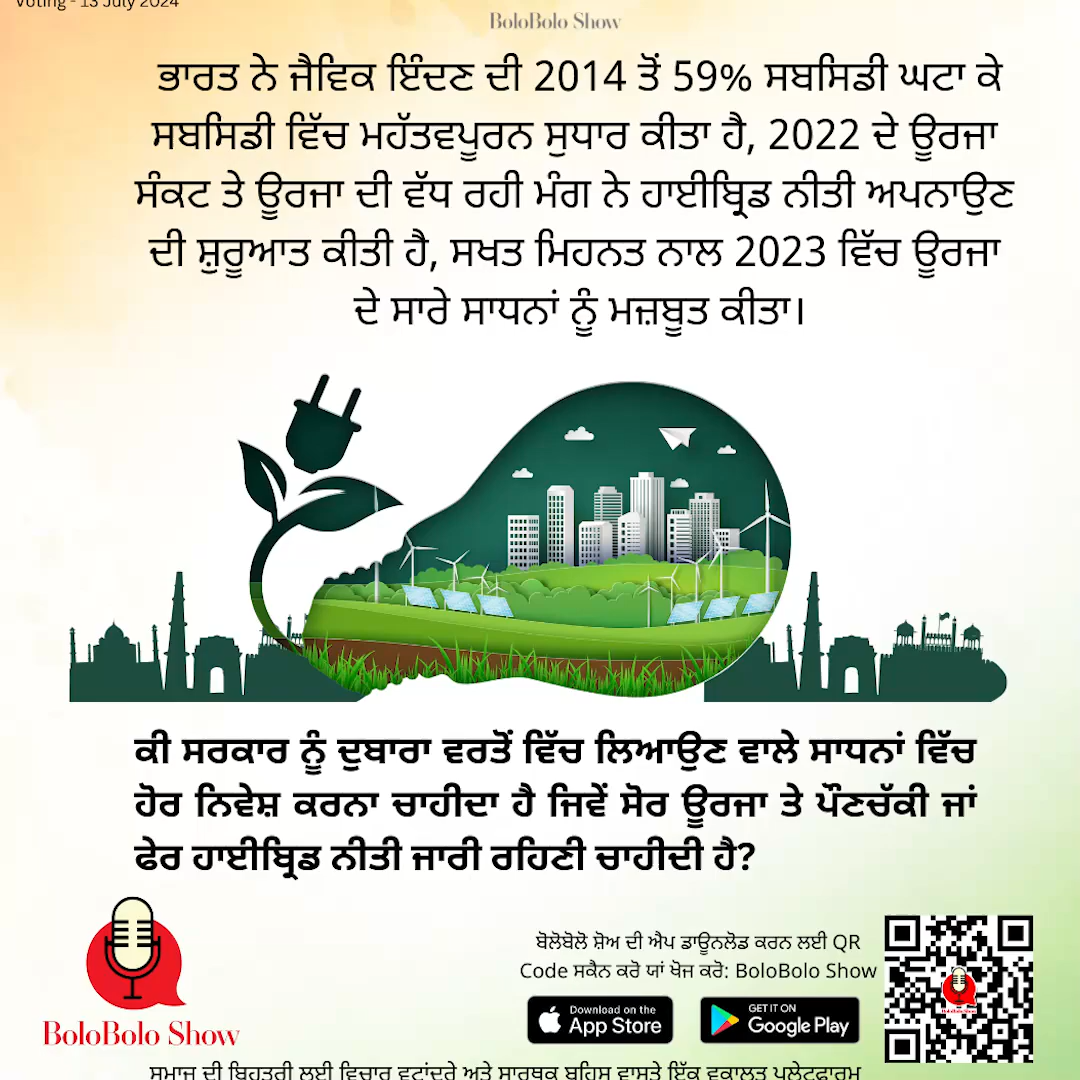 Voting - 13 July 2024
BoloBolo Show
ਭਾਰਤ ਨੇ ਜੈਵਿਕ ਇੰਦਣ ਦੀ 2014 ਤੋਂ 59% ਸਬਸਿਡੀ ਘਟਾ ਕੇ
ਸਬਸਿਡੀ ਵਿੱਚ ਮਹੱਤਵਪੂਰਨ ਸੁਧਾਰ ਕੀਤਾ ਹੈ, 2022 ਦੇ ਊਰਜਾ
ਸੰਕਟ ਤੇ ਊਰਜਾ ਦੀ ਵੱਧ ਰਹੀ ਮੰਗ ਨੇ ਹਾਈਬ੍ਰਿਡ ਨੀਤੀ ਅਪਨਾਉਣ
ਦੀ ਸ਼ੁਰੂਆਤ ਕੀਤੀ ਹੈ, ਸਖਤ ਮਿਹਨਤ ਨਾਲ 2023 ਵਿੱਚ ਊਰਜਾ
ਦੇ ਸਾਰੇ ਸਾਧਨਾਂ ਨੂੰ ਮਜ਼ਬੂਤ ਕੀਤਾ।
ਕੀ ਸਰਕਾਰ ਨੂੰ ਦੁਬਾਰਾ ਵਰਤੋਂ ਵਿੱਚ ਲਿਆਉਣ ਵਾਲੇ ਸਾਧਨਾਂ ਵਿੱਚ
ਹੋਰ ਨਿਵੇਸ਼ ਕਰਨਾ ਚਾਹੀਦਾ ਹੈ ਜਿਵੇਂ ਸੋਰ ਊਰਜਾ ਤੇ ਪੌਣਚੱਕੀ ਜਾਂ
ਫੇਰ ਹਾਈਬ੍ਰਿਡ ਨੀਤੀ ਜਾਰੀ ਰਹਿਣੀ ਚਾਹੀਦੀ ਹੈ?
ਬੋਲੋਬੋਲੋ ਸ਼ੋਅ ਦੀ ਐਪ ਡਾਊਨਲੋਡ ਕਰਨ ਲਈ QR
Code ਸਕੈਨ ਕਰੋ ਯਾਂ ਖੋਜ ਕਰੋ: BoloBolo Show
Download on the
App Store
GET IT ON
Google Play
BoloBolo Show
ਸਮਾਜ ਦੀ ਬਿਹਤਰੀ ਲਈ ਵਿਚਾਰ ਵਟਾਂਦਰੇ ਅਤੇ ਸਾਰਥਕ ਬਹਿਸ ਵਾਸਤੇ ਇੱਕ ਵਕਾਲਤ ਪਲੇਟਫਾਰਮ